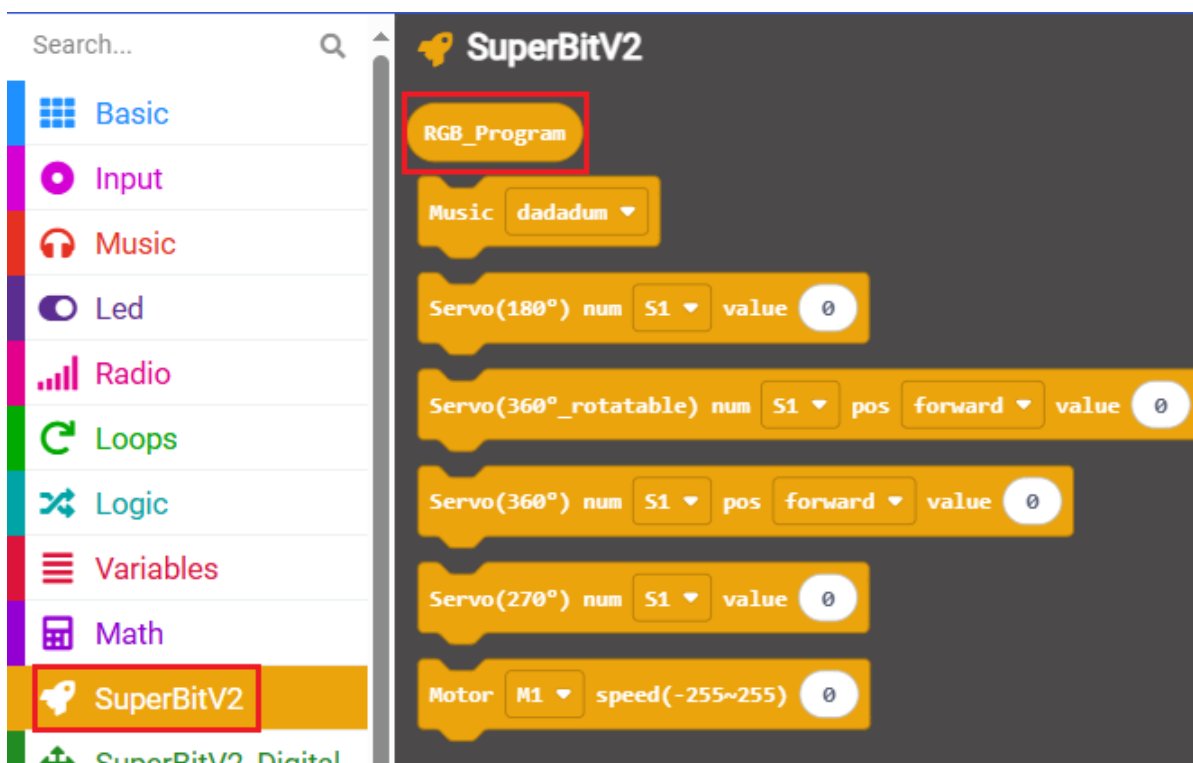 Search...
Basic
Input
Music
Led
Radio
Loops
Logic
Variables
Math
SuperBitV2
SuperBitV2_Digital
SuperBitV2
RGB_Program
Music dadadum
Servo(180°) num S1 value 0
Servo(360°_rotatable) num S1 pos forward value 0
Servo(360°) num S1 pos forward value 0
Servo(270°) num S1 value 0
Motor M1 speed(-255~255) 0